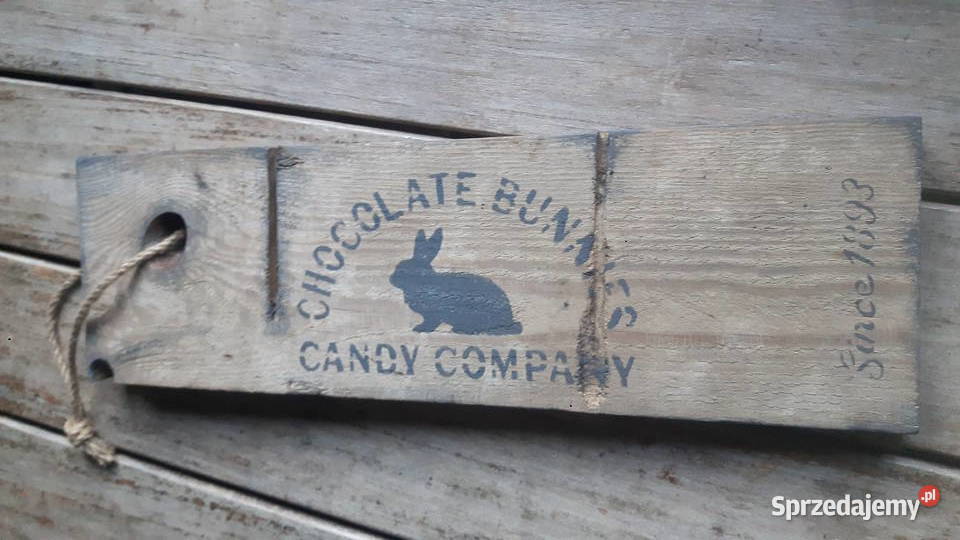 CHOCOLATE BUNNIES
CANDY COMPANY
Since 1893
Sprzedajemy.pl